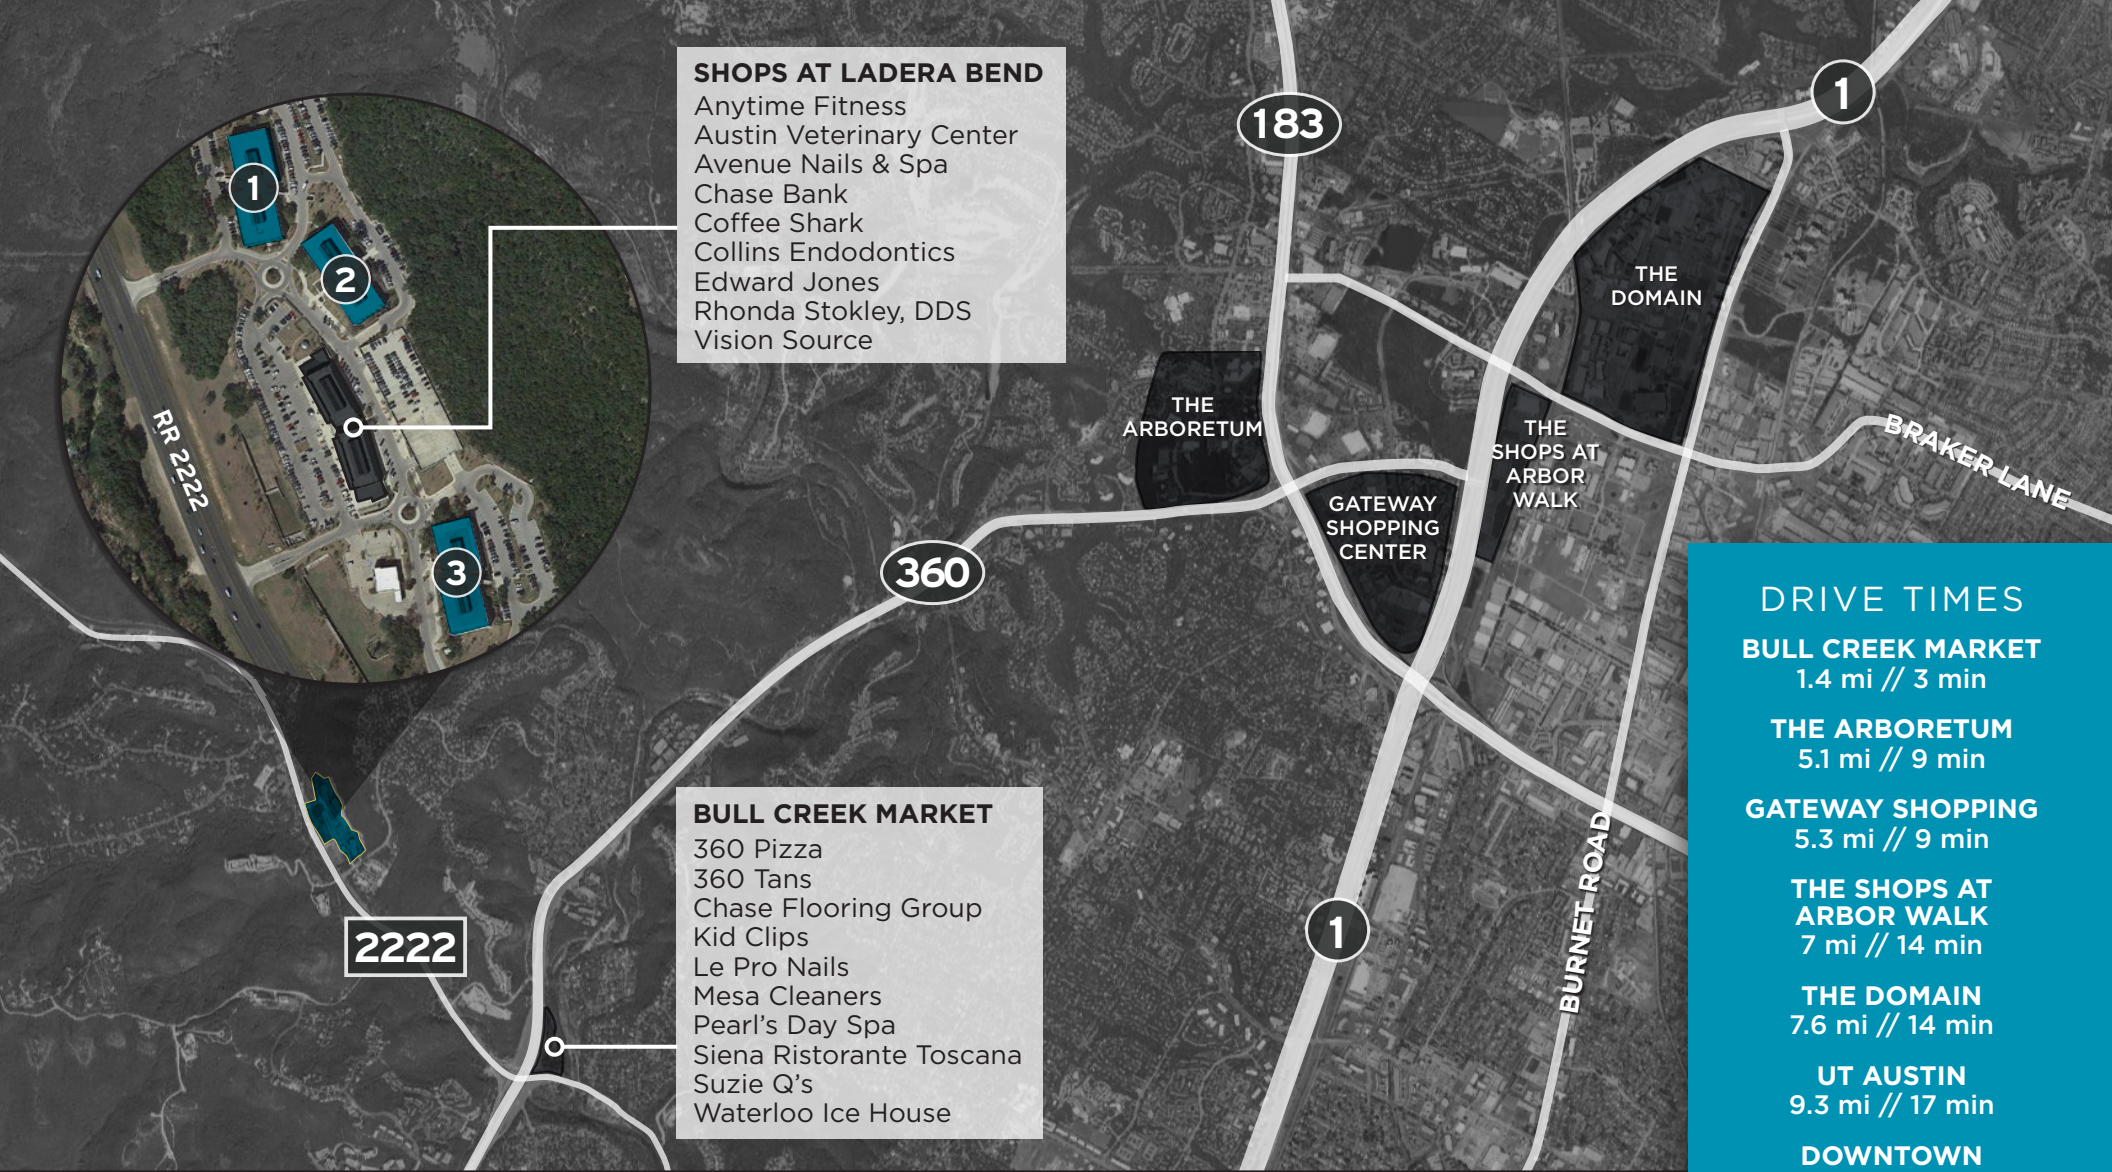 SHOPS AT LADERA BEND
Anytime Fitness
Austin Veterinary Center
Avenue Nails & Spa
Chase Bank
Coffee Shark
Collins Endodontics
Edward Jones
Rhonda Stokley, DDS
Vision Source
1
2
3
RR 2222
183
1
THE
DOMAIN
THE
ARBORETUM
THE
SHOPS AT
ARBOR
WALK
GATEWAY
SHOPPING
CENTER
BRAKER LANE
360
2222
1
BURNET ROAD
BULL CREEK MARKET
360 Pizza
360 Tans
Chase Flooring Group
Kid Clips
Le Pro Nails
Mesa Cleaners
Pearl's Day Spa
Siena Ristorante Toscana
Suzie Q's
Waterloo Ice House
DRIVE TIMES
BULL CREEK MARKET
1.4 mi // 3 min
THE ARBORETUM
5.1 mi // 9 min
GATEWAY SHOPPING
5.3 mi // 9 min
THE SHOPS AT
ARBOR WALK
7 mi // 14 min
THE DOMAIN
7.6 mi // 14 min
UT AUSTIN
9.3 mi // 17 min
DOWNTOWN